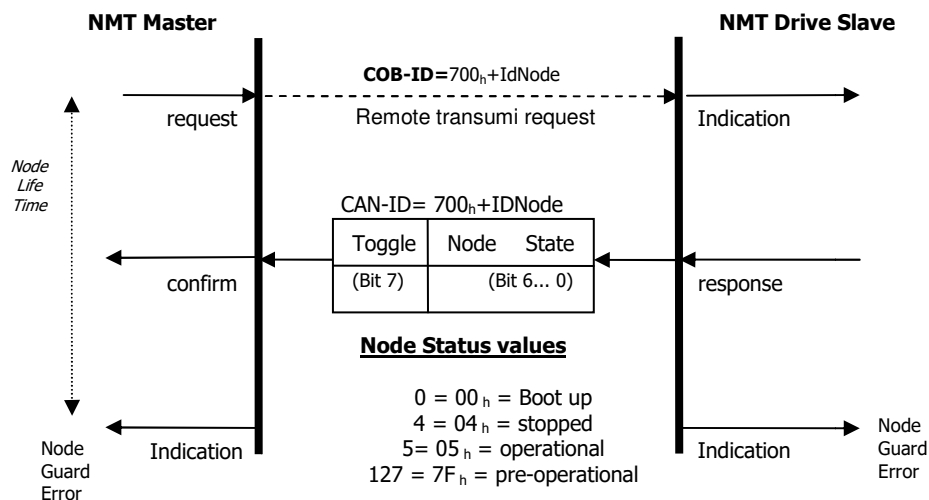 NMT Master
NMT Drive Slave
COB-ID=700h+IdNode
request
Remote transumi request
Indication
Node
Life
Time
CAN-ID= 700h+IDNode
Toggle
Node State
(Bit 7)
(Bit 6... 0)
confirm
response
Node Status values
0 = 00 h = Boot up
4 = 04 h = stopped
5= 05 h = operational
127 = 7F h = pre-operational
Node
Guard
Error
Indication
Indication
Node
Guard
Error